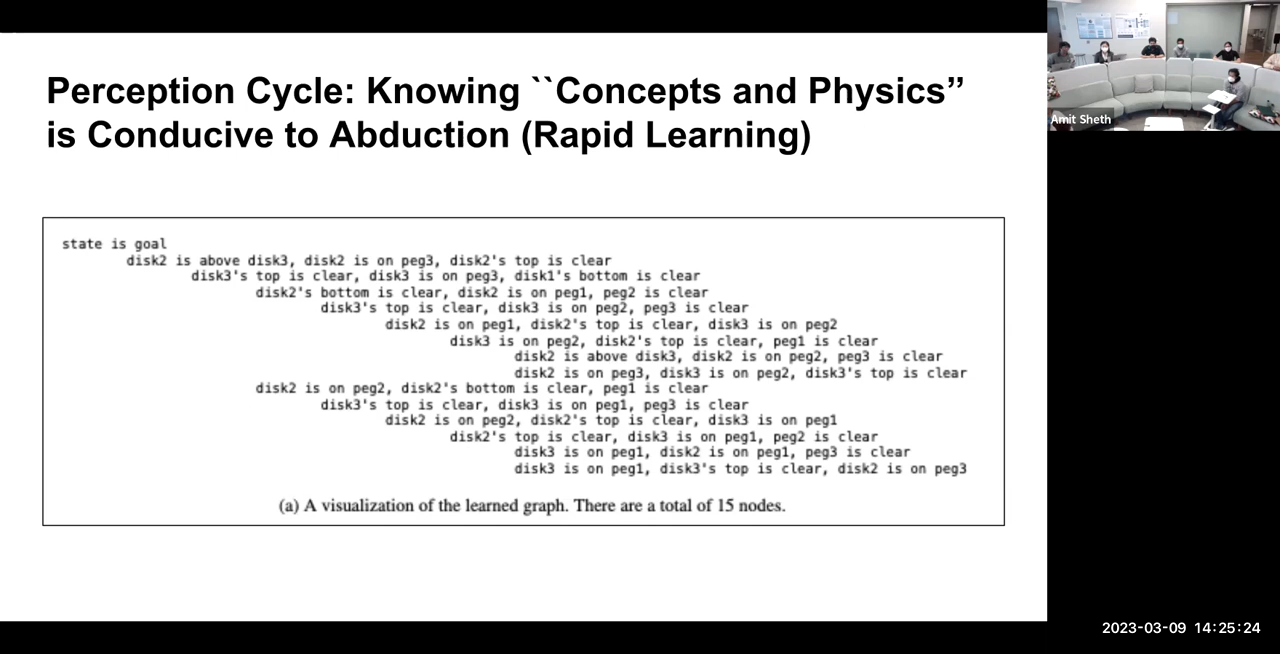 Perception Cycle: Knowing ``Concepts and Physics”
is Conducive to Abduction (Rapid Learning)
state is goal
disk2 is above disk3, disk2 is on peg3, disk2's top is clear
disk3's top is clear, disk3 is on peg3, disk1's bottom is clear
disk2's bottom is clear, disk2 is on peg1, peg2 is clear
disk3's top is clear, disk3 is on peg2, peg3 is clear
disk2 is on peg1, disk2's top is clear, disk3 is on peg2
disk3 is on peg2, disk2's top is clear, peg1 is clear
disk2 is above disk3, disk2 is on peg2, peg3 is clear
disk2 is on peg3, disk3 is on peg2, disk3's top is clear
disk2 is on peg2, disk2's bottom is clear, peg1 is clear
disk3's top is clear, disk3 is on peg1, peg3 is clear
disk2 is on peg2, disk2's top is clear, disk3 is on peg1
disk2's top is clear, disk3 is on peg1, peg2 is clear
disk3 is on peg1, disk2 is on peg1, peg3 is clear
disk3 is on peg1, disk3's top is clear, disk2 is on peg3
(a) A visualization of the learned graph. There are a total of 15 nodes.
Amit Sheth
2023-03-09 14:25:24